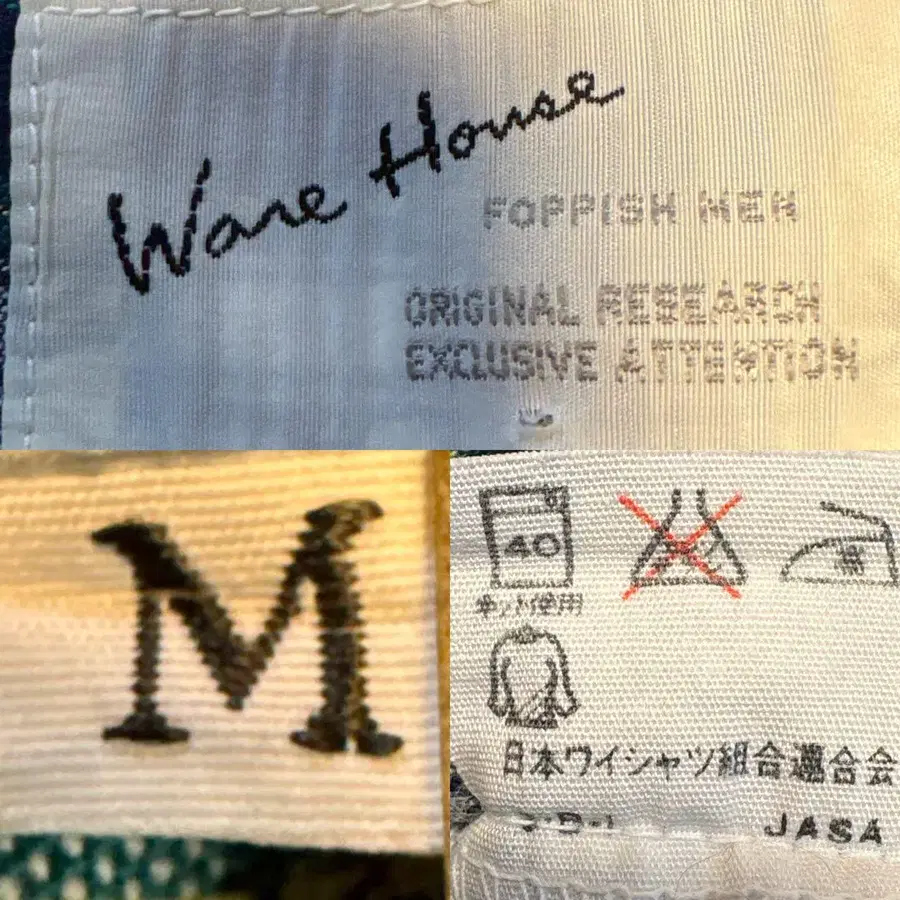 Ware House
FOPPISH MEN
ORIGINAL RESEARCH
EXCLUSIVE ATTENTION
M
40
ネット使用
日本ワイシャツ組合連合会
JASA